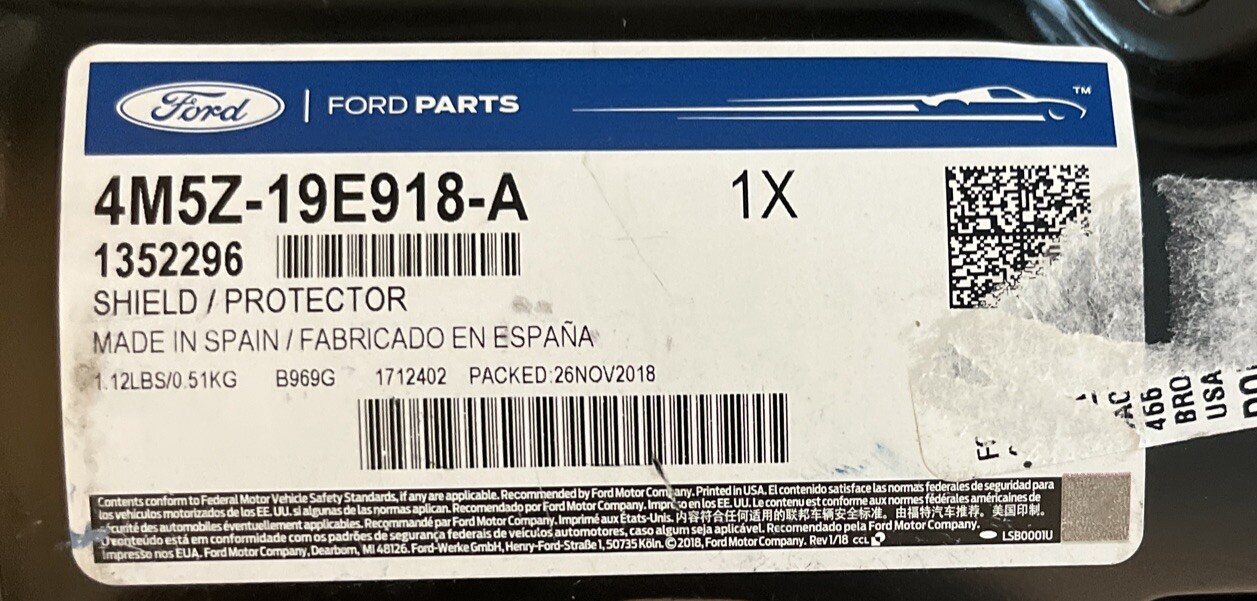 Ford | FORD PARTS ™
4M5Z-19E918-A 1X
1352296
SHIELD / PROTECTOR
MADE IN SPAIN / FABRICADO EN ESPAÑA
1.12LBS/0.51KG B969G 1712402 PACKED:26NOV2018
Contents conform to Federal Motor Vehicle Safety Standards, if any are applicable. Recommended by Ford Motor Company. Printed in USA. El contenido satisface las normas federales de seguridad para
los vehículos motorizados de los EE. UU. si algunas de las normas aplican. Recomendado por Ford Motor Company. Impreso en los EE. UU. Le contenu est conforme aux normes fédérales américaines de
sécurité des automobiles éventuellement applicables. Recommandé par Ford Motor Company. Imprimé aux États-Unis. 内容符合任何适用的联邦车辆安全标准。由福特汽车推荐。美国印制。
O conteúdo está em conformidade com os padrões de segurança federais de veículos automotores, caso algum seja aplicável. Recomendado pela Ford Motor Company.
Impresso nos EUA. Ford Motor Company, Dearborn, MI 48126. Ford-Werke GmbH, Henry-Ford-Straße 1, 50735 Köln. © 2018, Ford Motor Company. Rev 1/18 CCL
LSB0001U
AC
466
BRO
USA